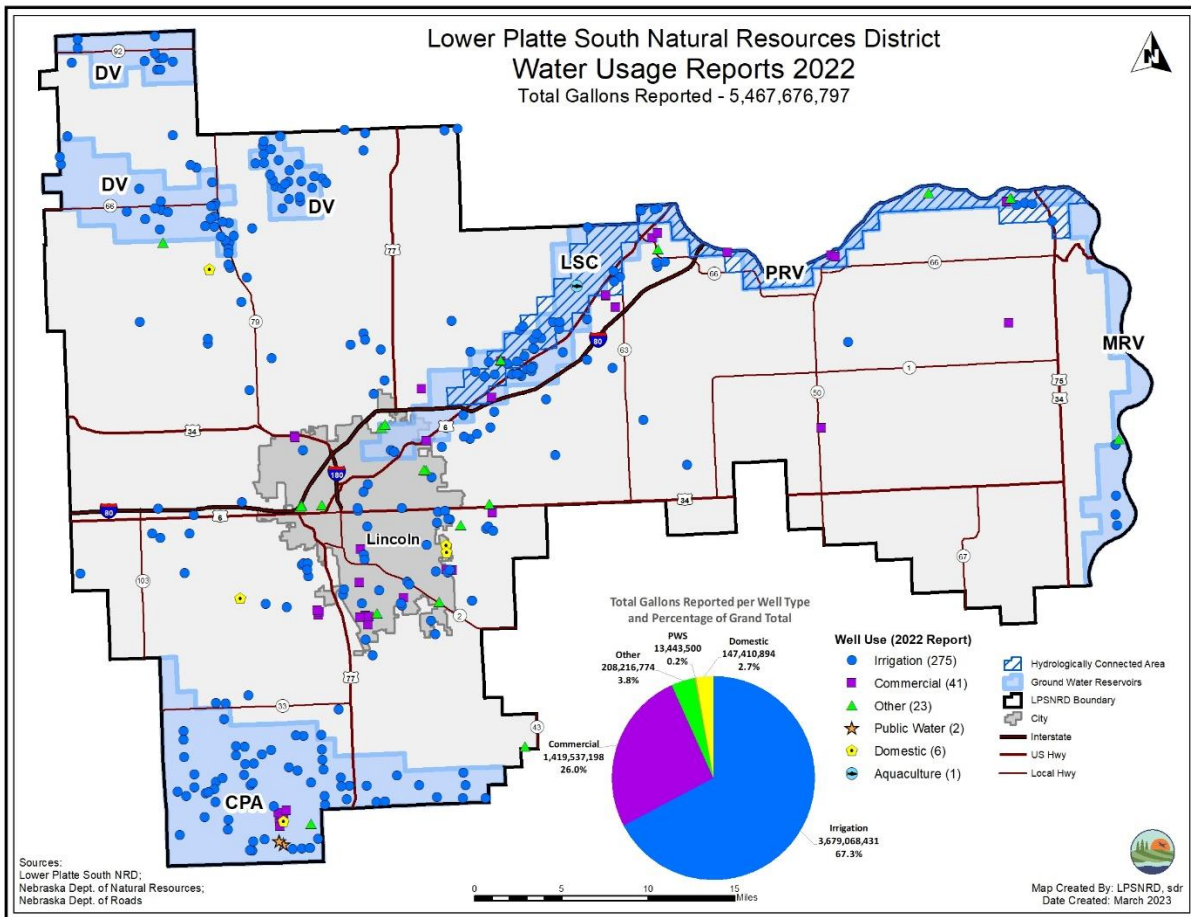 Lower Platte South Natural Resources District
Water Usage Reports 2022
Total Gallons Reported - 5,467,676,797
N
92
DV
DV
66
DV
77
79
LSC
PRV
66
66
MRV
80
63
1
50
75
34
6
34
180
80
6
34
Lincoln
103
2
67
77
33
43
CPA
Total Gallons Reported per Well Type
and Percentage of Grand Total
PWS
13,443,500
0.2%
Domestic
147,410,894
2.7%
Other
208,216,774
3.8%
Commercial
1,419,537,198
26.0%
Irrigation
3,679,068,431
67.3%
Well Use (2022 Report)
Irrigation (275)
Commercial (41)
Other (23)
Public Water (2)
Domestic (6)
Aquaculture (1)
Hydrologically Connected Area
Ground Water Reservoirs
LPSNRD Boundary
City
Interstate
US Hwy
Local Hwy
Sources:
Lower Platte South NRD;
Nebraska Dept. of Natural Resources;
Nebraska Dept. of Roads
0 5 10 15
Miles
Map Created By: LPSNRD, sdr
Date Created: March 2023